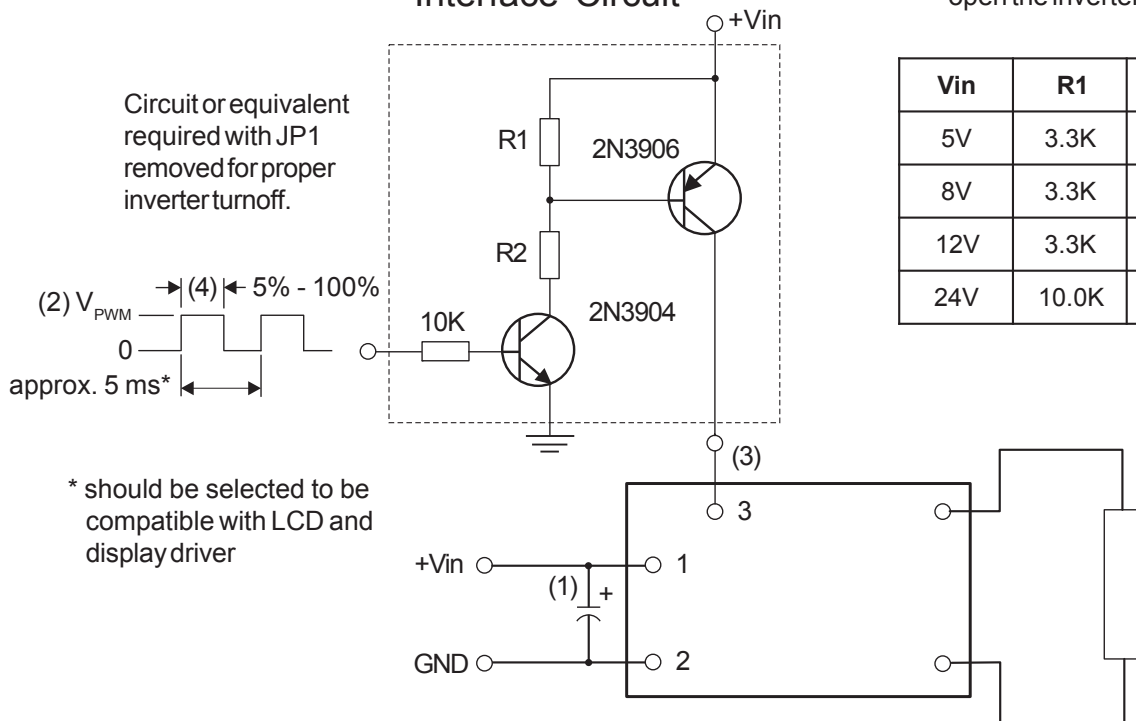 Interface Circuit
open the inverter
+Vin
Circuit or equivalent
required with JP1
removed for proper
inverter turnoff.
R1
2N3906
R2
2N3904
10K
(4) 5% - 100%
(2) VPWM
0
approx. 5 ms*
* should be selected to be
compatible with LCD and
display driver
(3)
3
+Vin
1
(1) +
GND
2
Vin R1
5V 3.3K
8V 3.3K
12V 3.3K
24V 10.0K